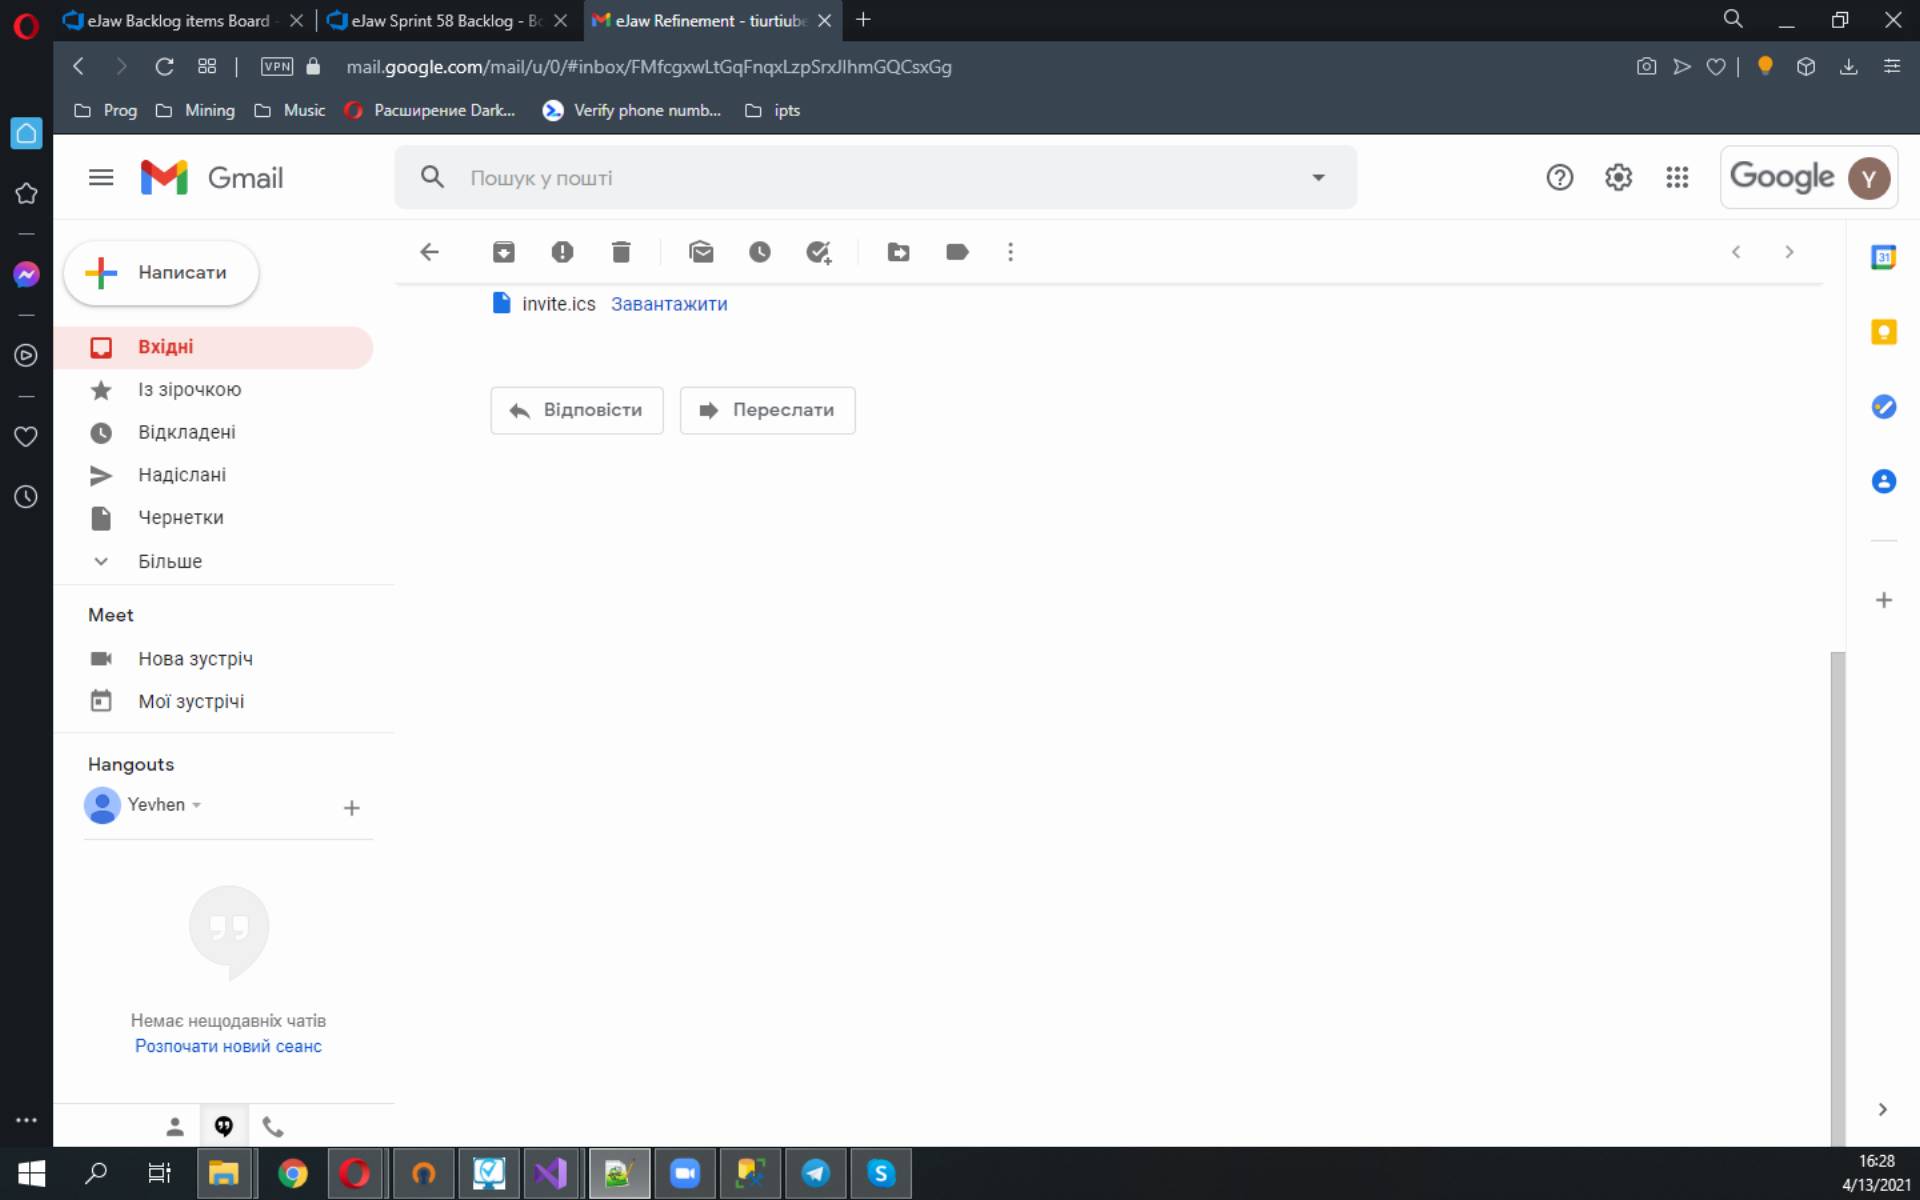 eJaw Backlog items Board
eJaw Sprint 58 Backlog - Bo
eJaw Refinement - tiurtiube
VPN
mail.google.com/mail/u/0/#inbox/FMfcgxwLtGqFnqxLzpSrxJlhmGQCsxGg
Prog
Mining
Music
Расширение Dark...
Verify phone numb...
ipts
Gmail
Пошук у пошті
Google
Y
Написати
31
invite.ics Завантажити
Вхідні
Із зірочкою
Відповісти
Переслати
Відкладені
Надіслані
Чернетки
Більше
Meet
Нова зустріч
Мої зустрічі
Hangouts
Yevhen
Немає нещодавніх чатів
Розпочати новий сеанс
16:28
4/13/2021